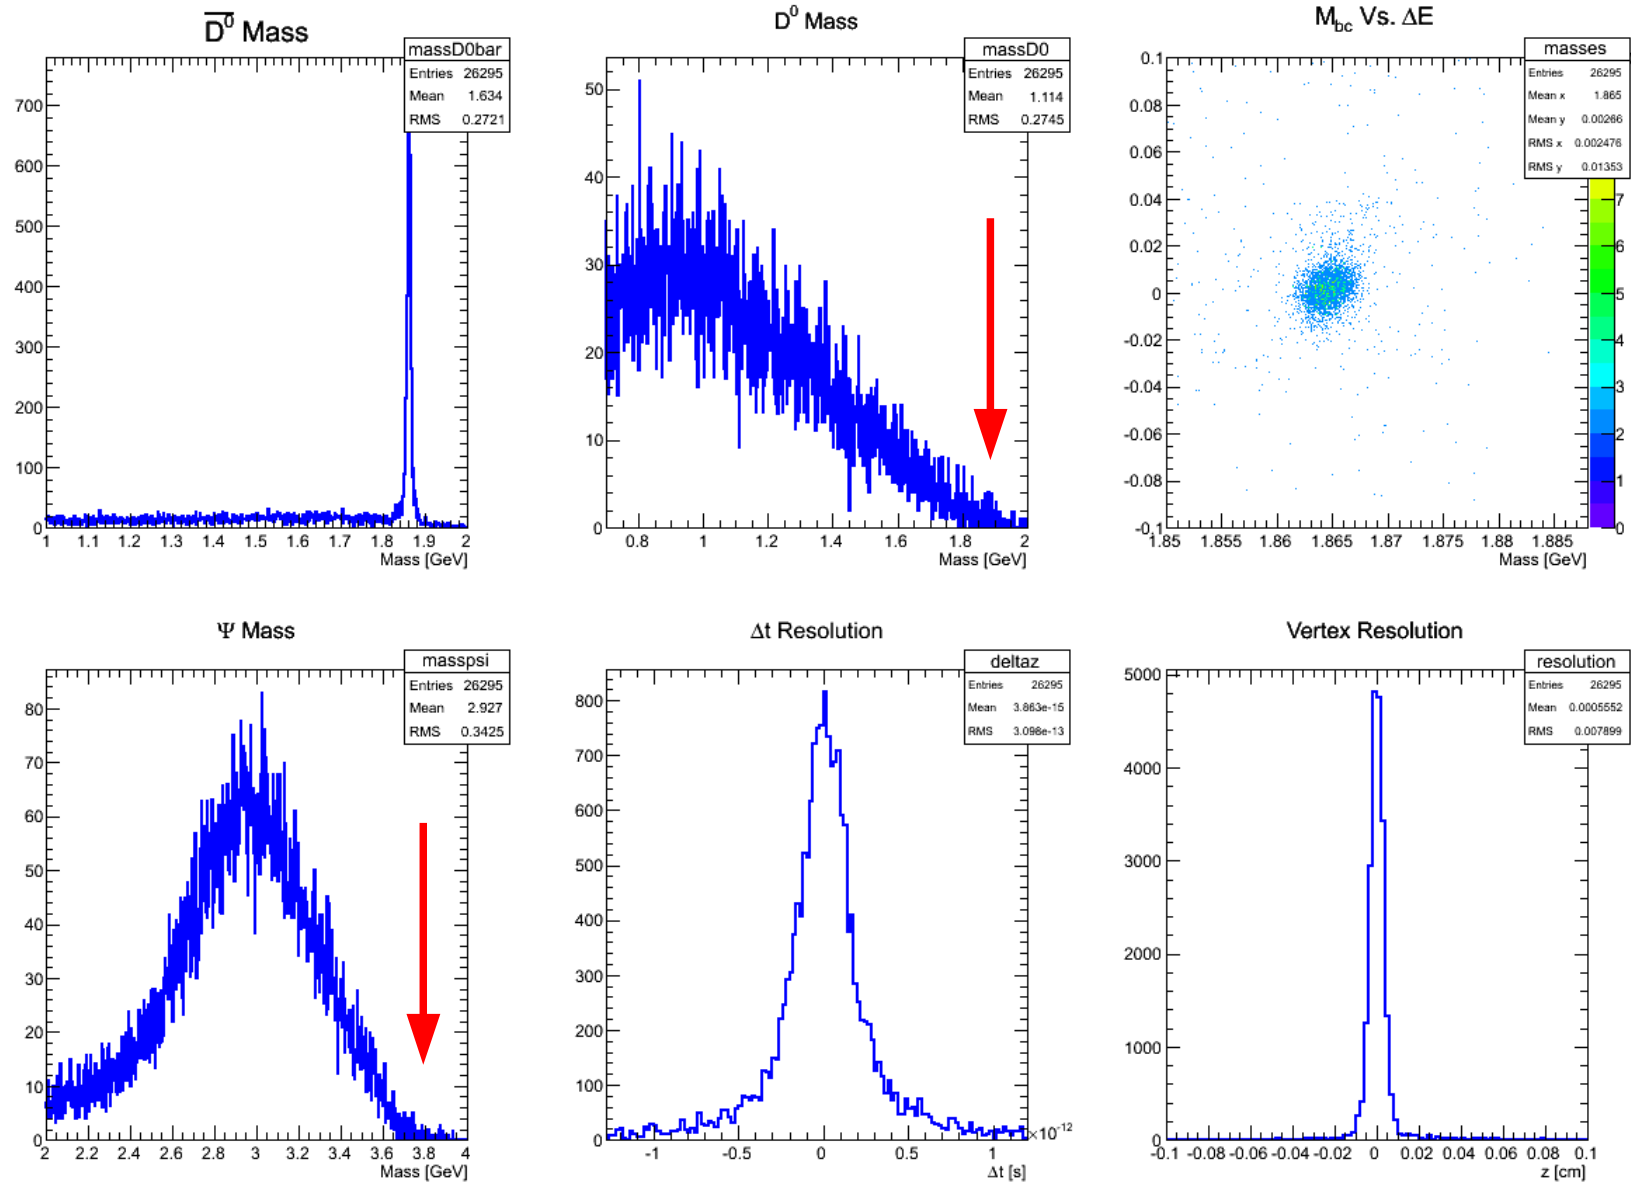 D⁰ Mass
massD0bar
Entries 26295
Mean 1.634
RMS 0.2721
700
600
500
400
300
200
100
0
1 1.1 1.2 1.3 1.4 1.5 1.6 1.7 1.8 1.9 2
Mass [GeV]
D⁰ Mass
massD0
Entries 26295
Mean 1.114
RMS 0.2745
50
40
30
20
10
0
0.8 1 1.2 1.4 1.6 1.8 2
Mass [GeV]
M_bc Vs. ΔE
masses
Entries 26295
Mean x 1.865
Mean y 0.00266
RMS x 0.002476
RMS y 0.01353
0.1
0.08
0.06
0.04
0.02
0
-0.02
-0.04
-0.06
-0.08
-0.1
7
6
5
4
3
2
1
0
1.85 1.855 1.86 1.865 1.87 1.875 1.88 1.885
Mass [GeV]
Ψ Mass
masspsi
Entries 26295
Mean 2.927
RMS 0.3425
80
70
60
50
40
30
20
10
0
2 2.2 2.4 2.6 2.8 3 3.2 3.4 3.6 3.8 4
Mass [GeV]
Δt Resolution
deltaz
Entries 26295
Mean 3.863e-15
RMS 3.098e-13
800
700
600
500
400
300
200
100
0
-1 -0.5 0 0.5 1
×10⁻¹²
Δt [s]
Vertex Resolution
resolution
Entries 26295
Mean 0.0005552
RMS 0.007899
5000
4000
3000
2000
1000
0
-0.1 -0.08 -0.06 -0.04 -0.02 0 0.02 0.04 0.06 0.08 0.1
z [cm]